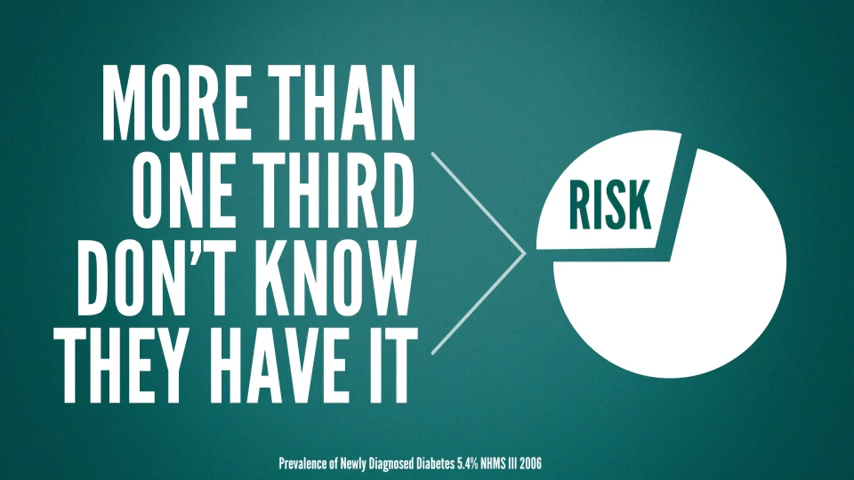 MORE THAN
ONE THIRD
DON'T KNOW
THEY HAVE IT
RISK
Prevalence of Newly Diagnosed Diabetes 5.4% NHMS III 2006